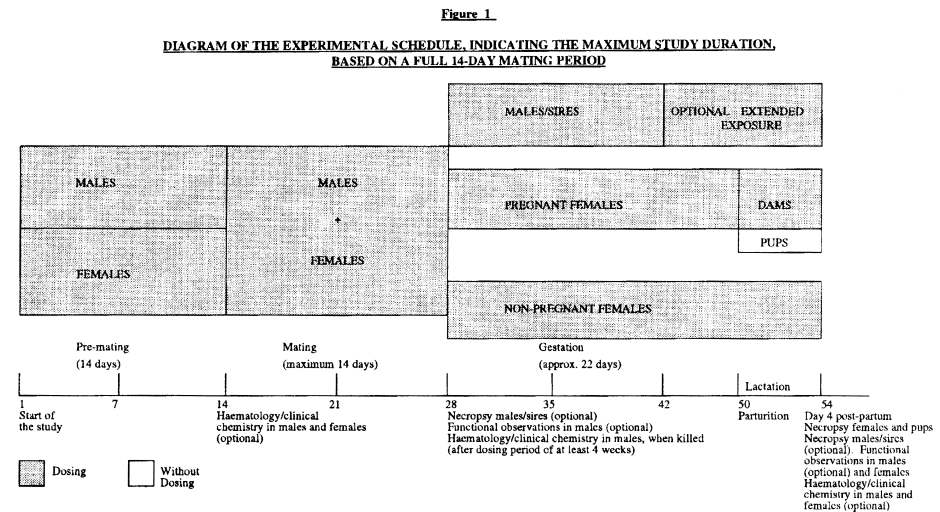 Figure 1
DIAGRAM OF THE EXPERIMENTAL SCHEDULE, INDICATING THE MAXIMUM STUDY DURATION,
BASED ON A FULL 14-DAY MATING PERIOD
MALES/SIRES
OPTIONAL EXTENDED
EXPOSURE
MALES
MALES
+
FEMALES
FEMALES
PREGNANT FEMALES
DAMS
PUPS
NON-PREGNANT FEMALES
Pre-mating
(14 days)
Mating
(maximum 14 days)
Gestation
(approx. 22 days)
Lactation
1
7
14
21
28
35
42
50
54
Start of
the study
Haematology/clinical
chemistry in males and females
(optional)
Necropsy males/sires (optional)
Functional observations in males (optional)
Haematology/clinical chemistry in males, when killed
(after dosing period of at least 4 weeks)
Parturition
Day 4 post-partum
Necropsy females and pups
Necropsy males/sires
(optional). Functional
observations in males
(optional) and females
Haematology/clinical
chemistry in males and
females (optional)
Dosing
Without
Dosing